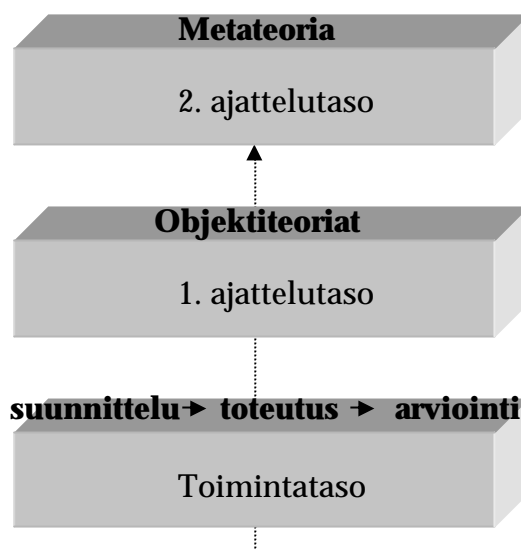 Metateoria
2. ajattelutaso
Objektiteoriat
1. ajattelutaso
suunnittelu → toteutus → arviointi
Toimintataso